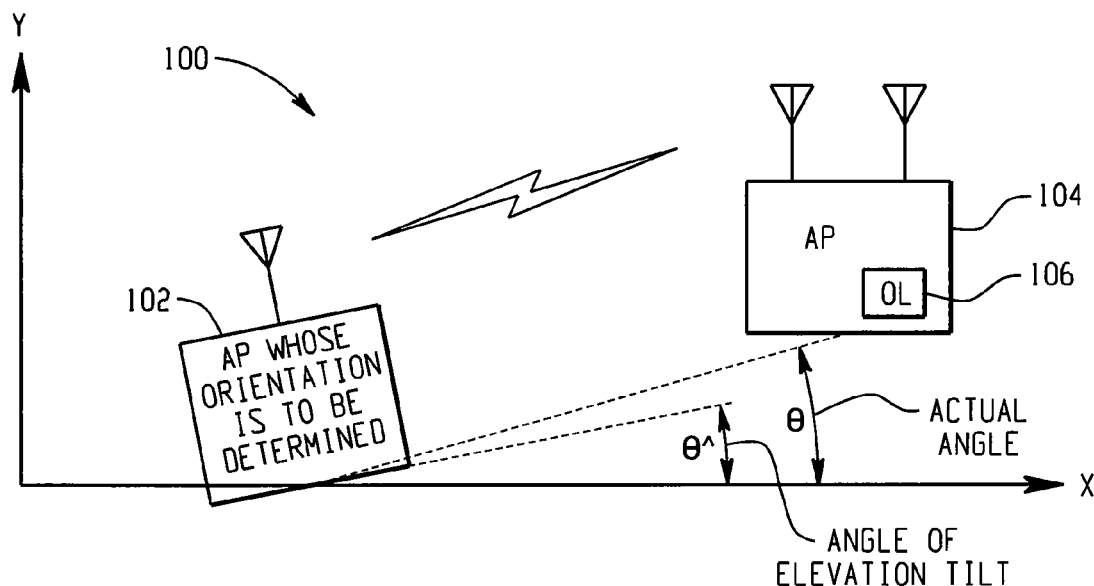 Y
100
104
AP
106
OL
102
AP WHOSE
ORIENTATION
IS TO BE
DETERMINED
θ
θ^
ACTUAL
ANGLE
X
ANGLE OF
ELEVATION TILT